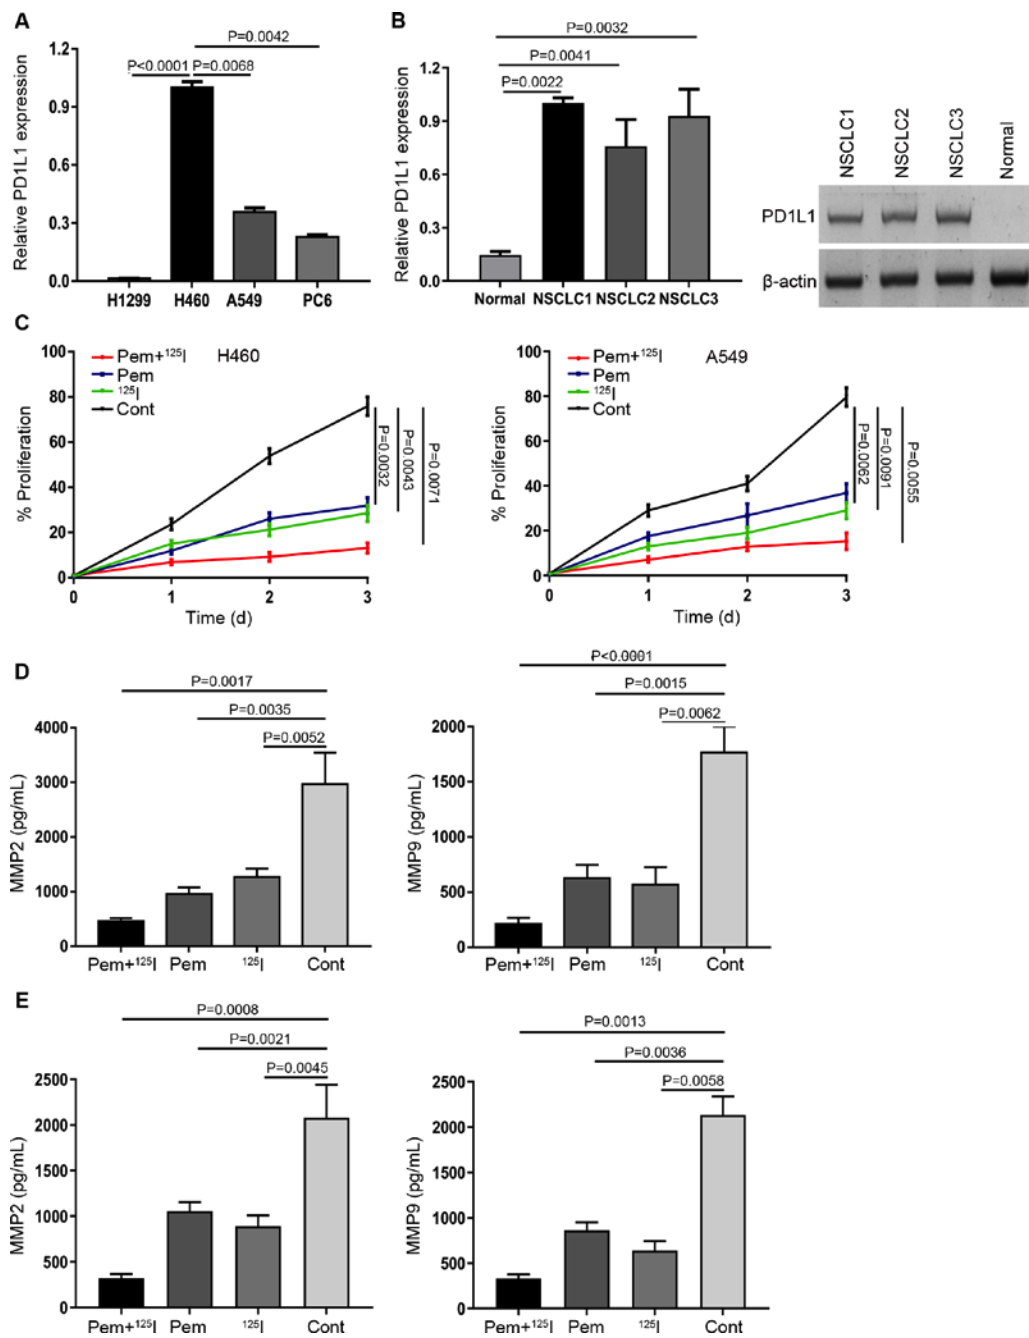 A
Relative PD1L1 expression
P=0.0042
P<0.0001
P=0.0068
1.2
0.9
0.6
0.3
0.0
H1299 H460 A549 PC6
B
Relative PD1L1 expression
P=0.0032
P=0.0041
P=0.0022
1.2
0.9
0.6
0.3
0.0
Normal NSCLC1 NSCLC2 NSCLC3
NSCLC1
NSCLC2
NSCLC3
Normal
PD1L1
β-actin
C
% Proliferation
100
80
60
40
20
0
Pem+¹²⁵I
Pem
¹²⁵I
Cont
H460
P=0.0032
P=0.0043
P=0.0071
0 1 2 3
Time (d)
% Proliferation
100
80
60
40
20
0
Pem+¹²⁵I
Pem
¹²⁵I
Cont
A549
P=0.0062
P=0.0091
P=0.0055
0 1 2 3
Time (d)
D
MMP2 (pg/mL)
P=0.0017
P=0.0035
P=0.0052
4000
3000
2000
1000
0
Pem+¹²⁵I Pem ¹²⁵I Cont
MMP9 (pg/mL)
P<0.0001
P=0.0015
P=0.0062
2000
1500
1000
500
0
Pem+¹²⁵I Pem ¹²⁵I Cont
E
MMP2 (pg/mL)
P=0.0008
P=0.0021
P=0.0045
2500
2000
1500
1000
500
0
Pem+¹²⁵I Pem ¹²⁵I Cont
MMP9 (pg/mL)
P=0.0013
P=0.0036
P=0.0058
2500
2000
1500
1000
500
0
Pem+¹²⁵I Pem ¹²⁵I Cont